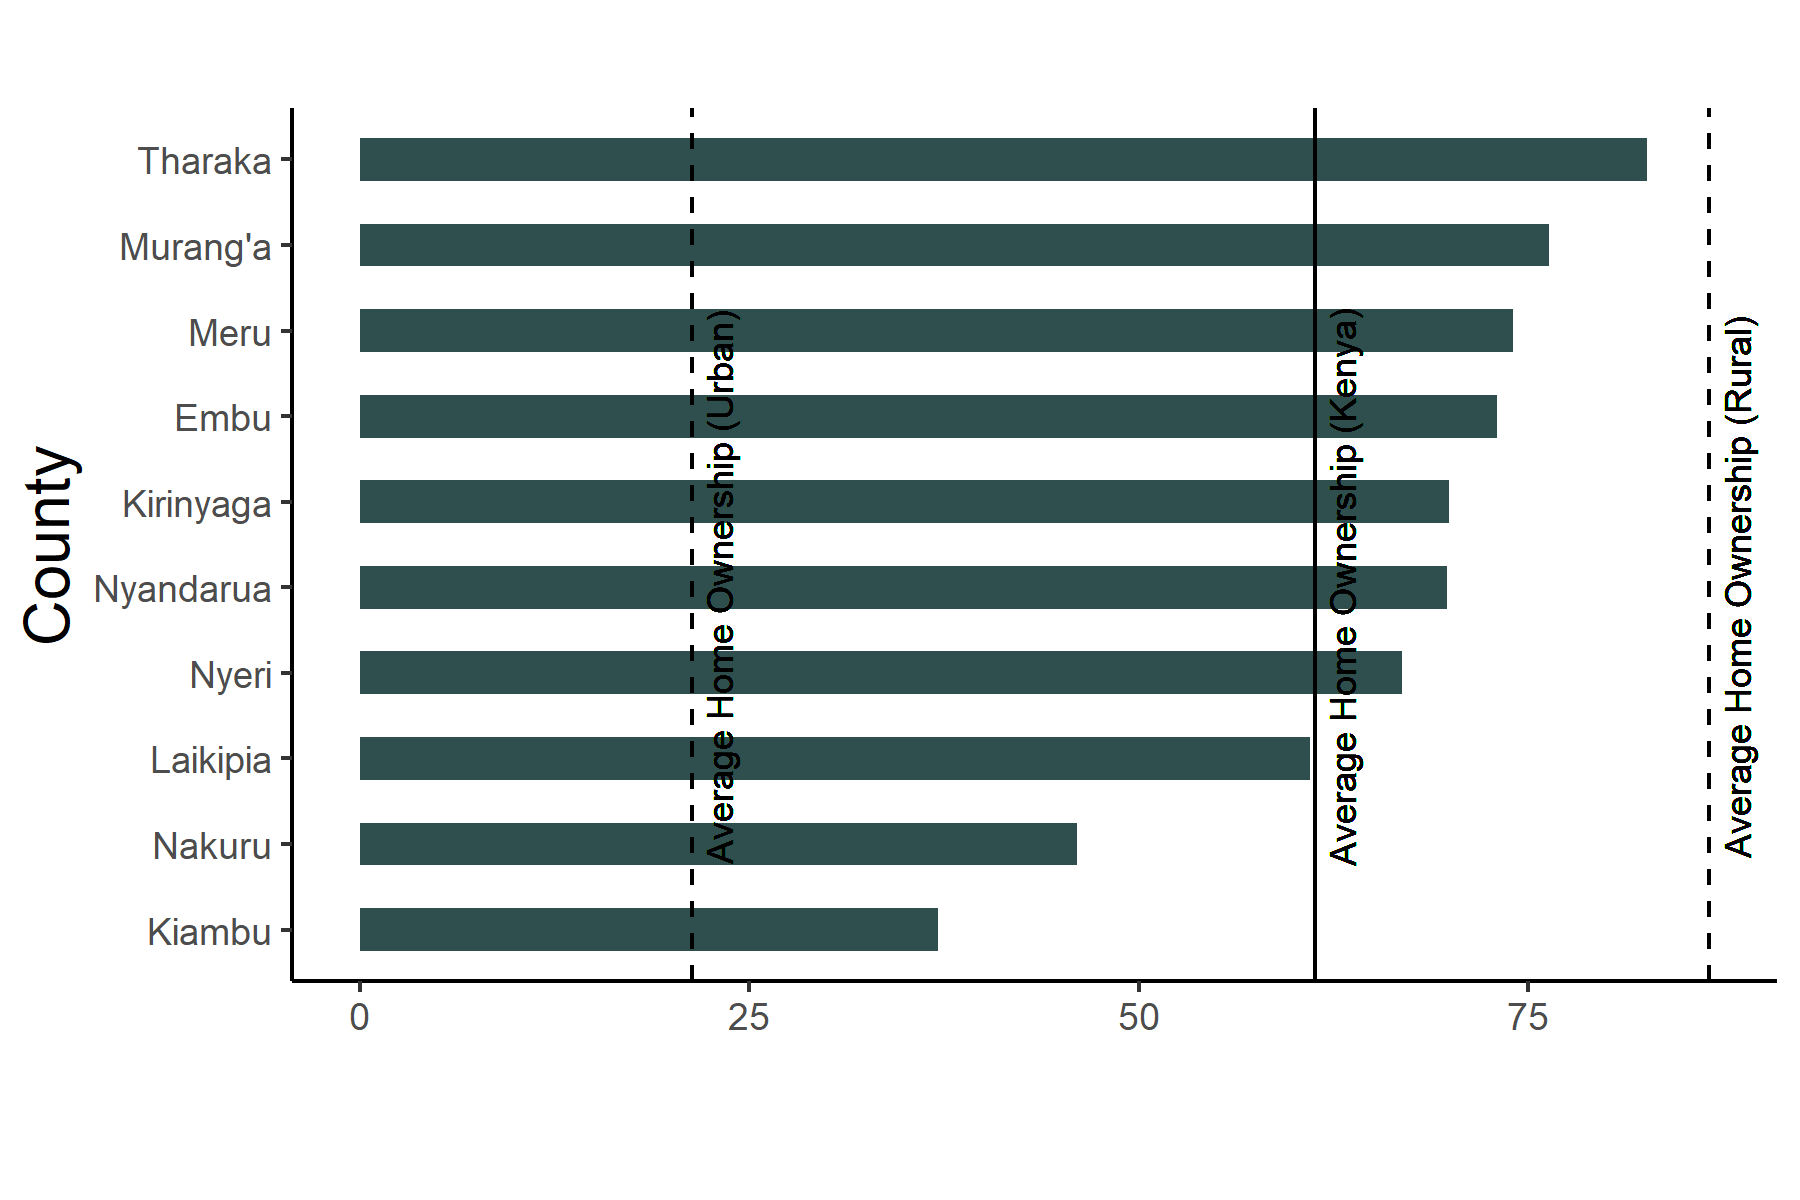 County
Tharaka
Murang'a
Meru
Embu
Kirinyaga
Nyandarua
Nyeri
Laikipia
Nakuru
Kiambu
Average Home Ownership (Urban)
Average Home Ownership (Kenya)
Average Home Ownership (Rural)
0 25 50 75